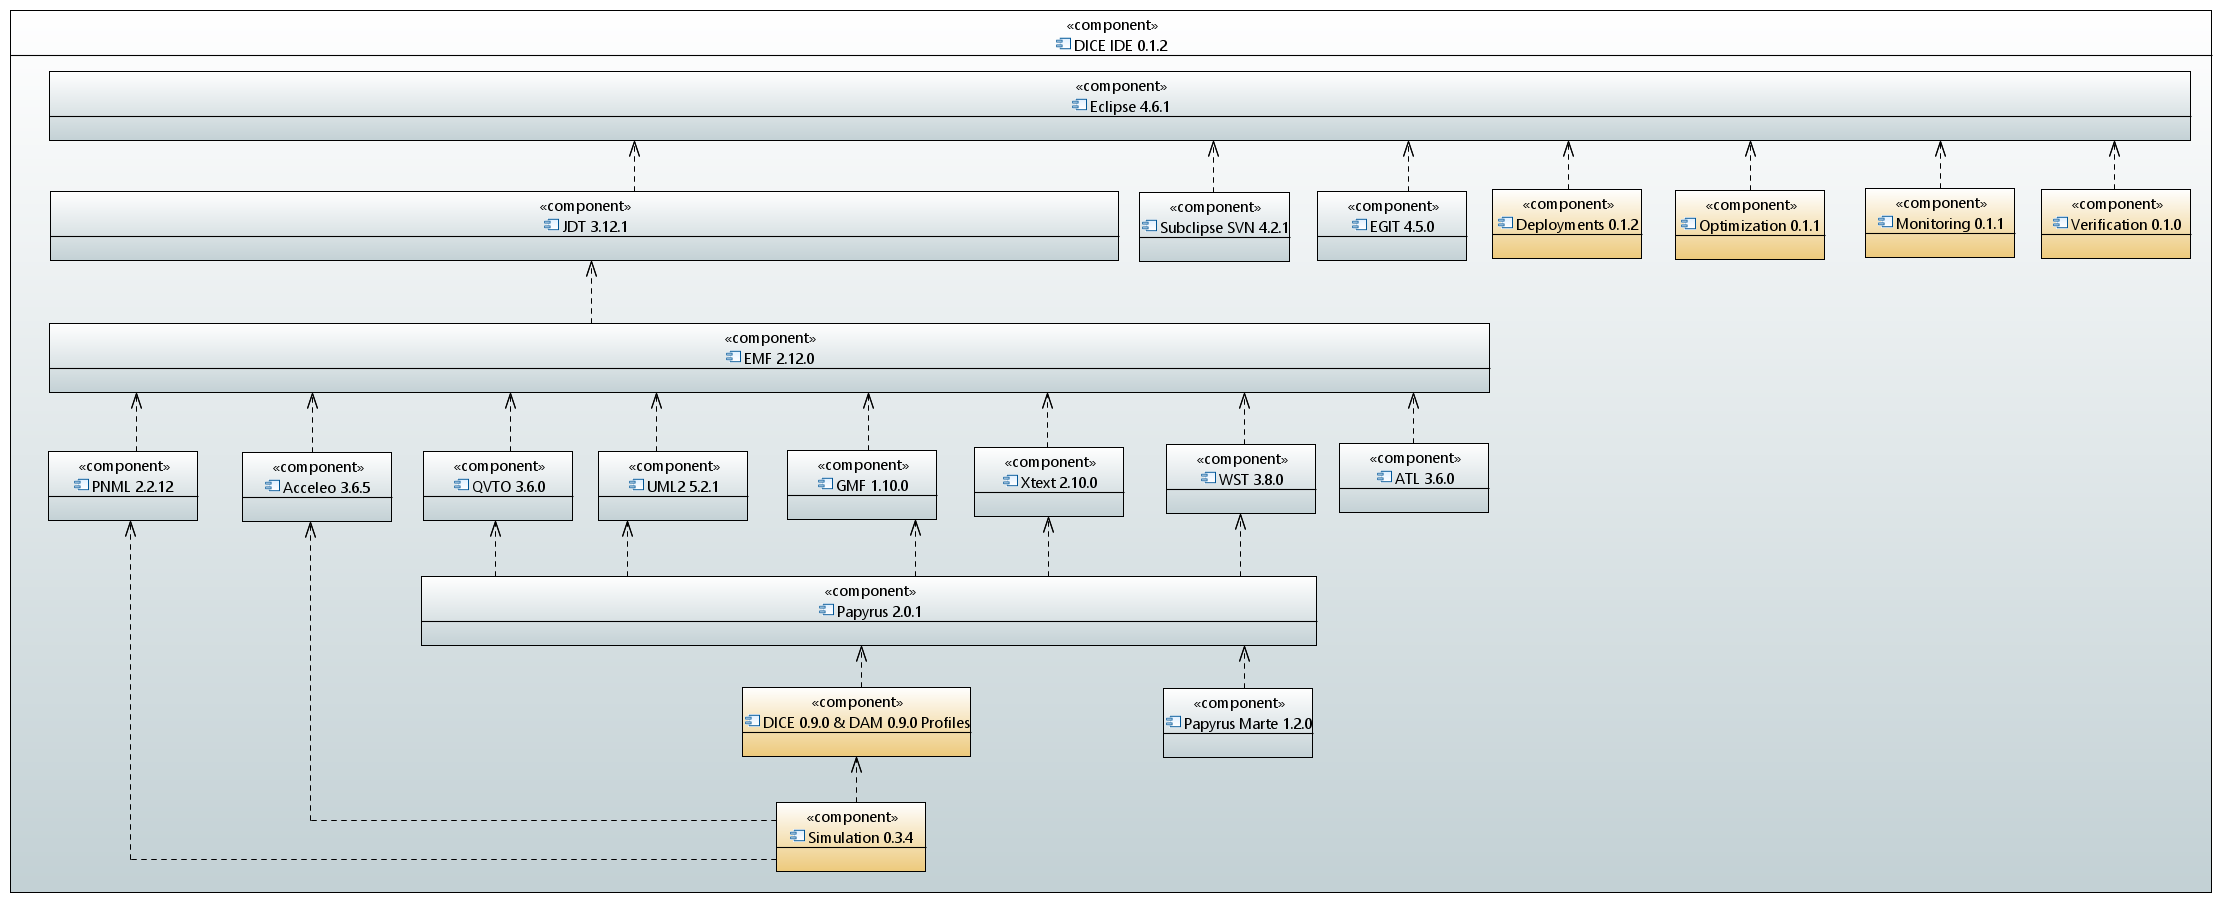 «component»
DICE IDE 0.1.2
«component»
Eclipse 4.6.1
«component»
JDT 3.12.1
«component»
Subclipse SVN 4.2.1
«component»
EGIT 4.5.0
«component»
Deployments 0.1.2
«component»
Optimization 0.1.1
«component»
Monitoring 0.1.1
«component»
Verification 0.1.0
«component»
EMF 2.12.0
«component»
PNML 2.2.12
«component»
Acceleo 3.6.5
«component»
QVTO 3.6.0
«component»
UML2 5.2.1
«component»
GMF 1.10.0
«component»
Xtext 2.10.0
«component»
WST 3.8.0
«component»
ATL 3.6.0
«component»
Papyrus 2.0.1
«component»
DICE 0.9.0 & DAM 0.9.0 Profiles
«component»
Papyrus Marte 1.2.0
«component»
Simulation 0.3.4